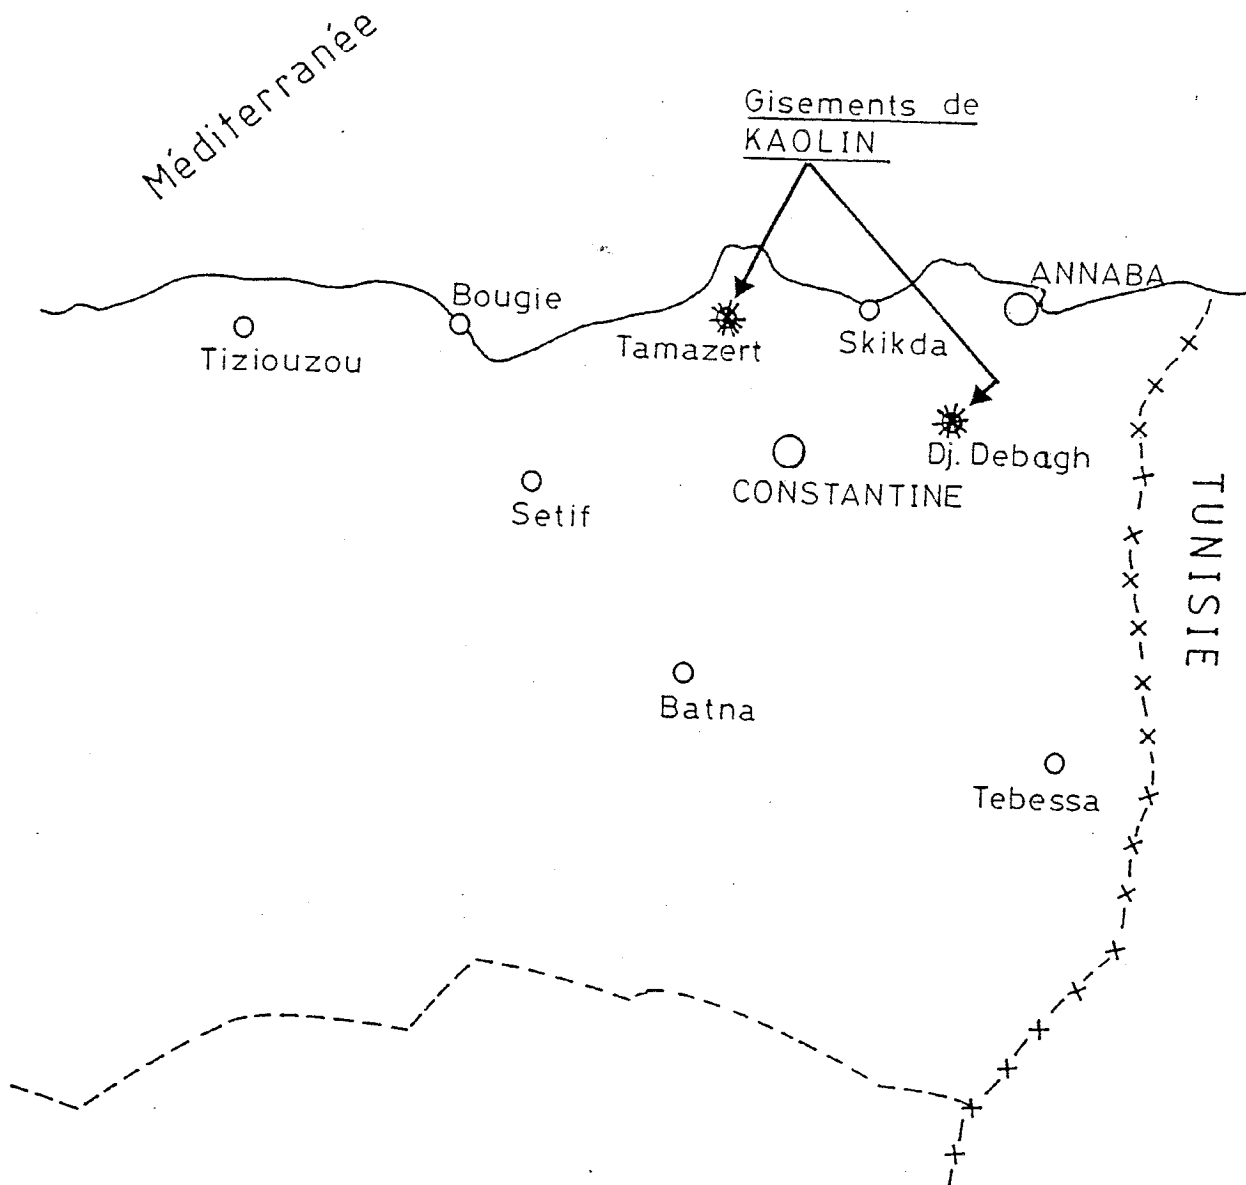 Méditerranée
Gisements de
KAOLIN
ANNABA
Bougie
Tiziouzou
Tamazert
Skikda
Dj. Debagh
CONSTANTINE
Setif
TUNISIE
Batna
Tebessa